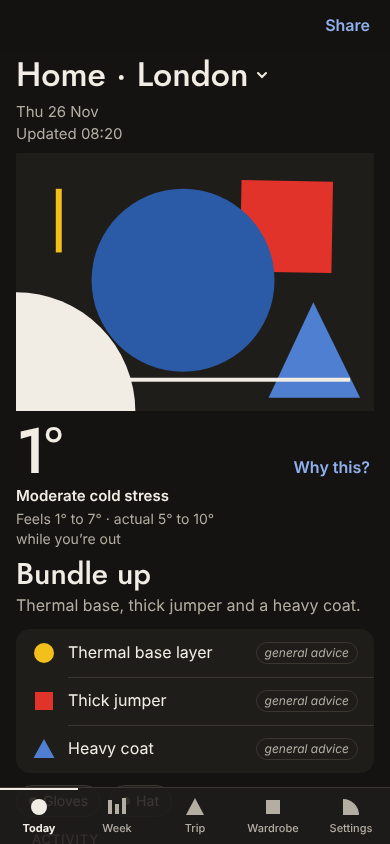 Share
Home · London
Thu 26 Nov
Updated 08:20
1°
Why this?
Moderate cold stress
Feels 1° to 7° · actual 5° to 10°
while you’re out
Bundle up
Thermal base, thick jumper and a heavy coat.
Thermal base layer general advice
Thick jumper general advice
Heavy coat general advice
Gloves Hat
Today Week Trip Wardrobe Settings
ACTIVITY